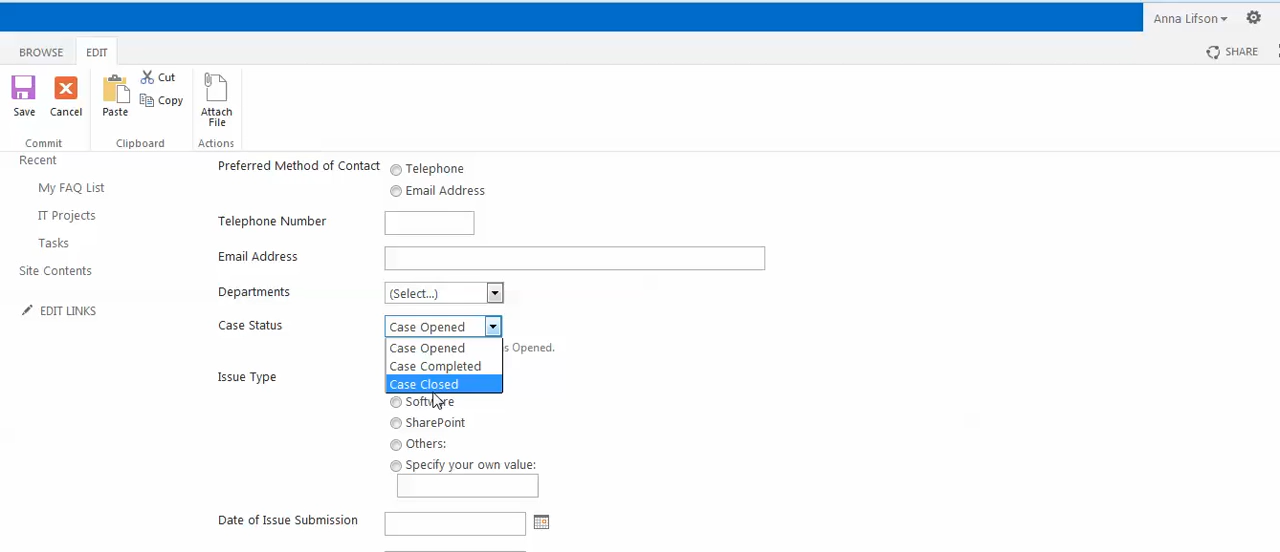 Anna Lifson
BROWSE EDIT
SHARE
Save Cancel Paste Cut Copy Attach File
Commit Clipboard Actions
Recent
My FAQ List
IT Projects
Tasks
Site Contents
EDIT LINKS
Preferred Method of Contact
Telephone
Email Address
Telephone Number
Email Address
Departments (Select...)
Case Status Case Opened
Case Opened
s Opened.
Case Completed
Case Closed
Issue Type
Software
SharePoint
Others:
Specify your own value:
Date of Issue Submission